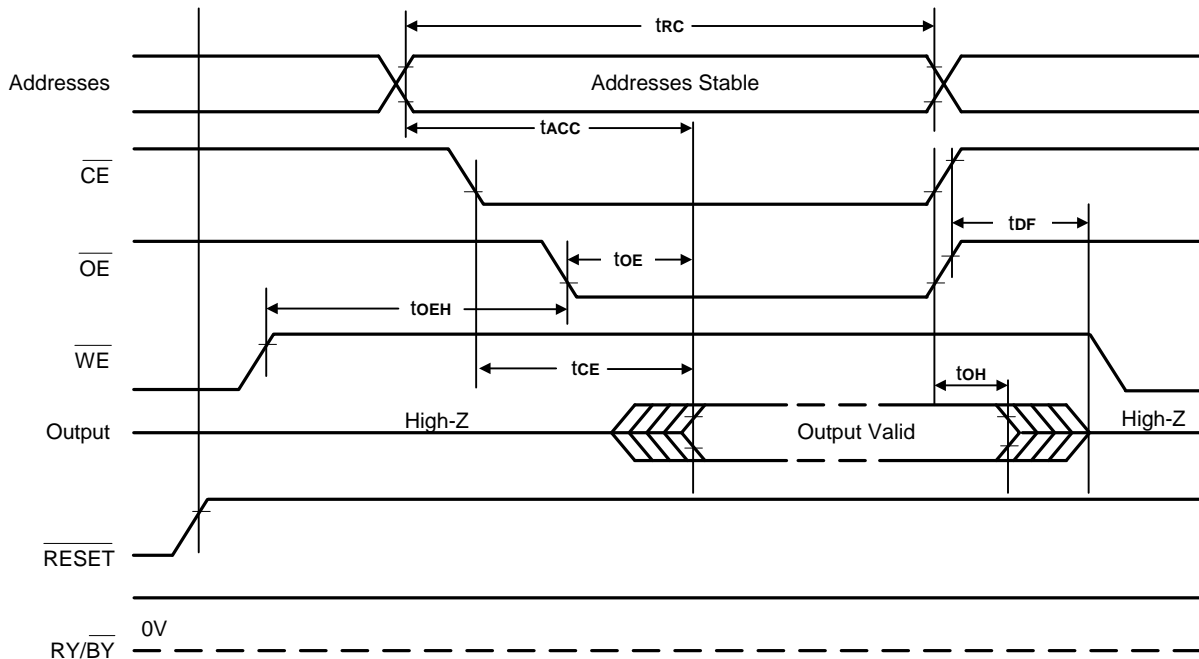 tRC
Addresses
Addresses Stable
tACC
CE
tDF
OE
tOE
tOEH
WE
tCE
tOH
Output
High-Z
Output Valid
High-Z
RESET
0V
RY/BY